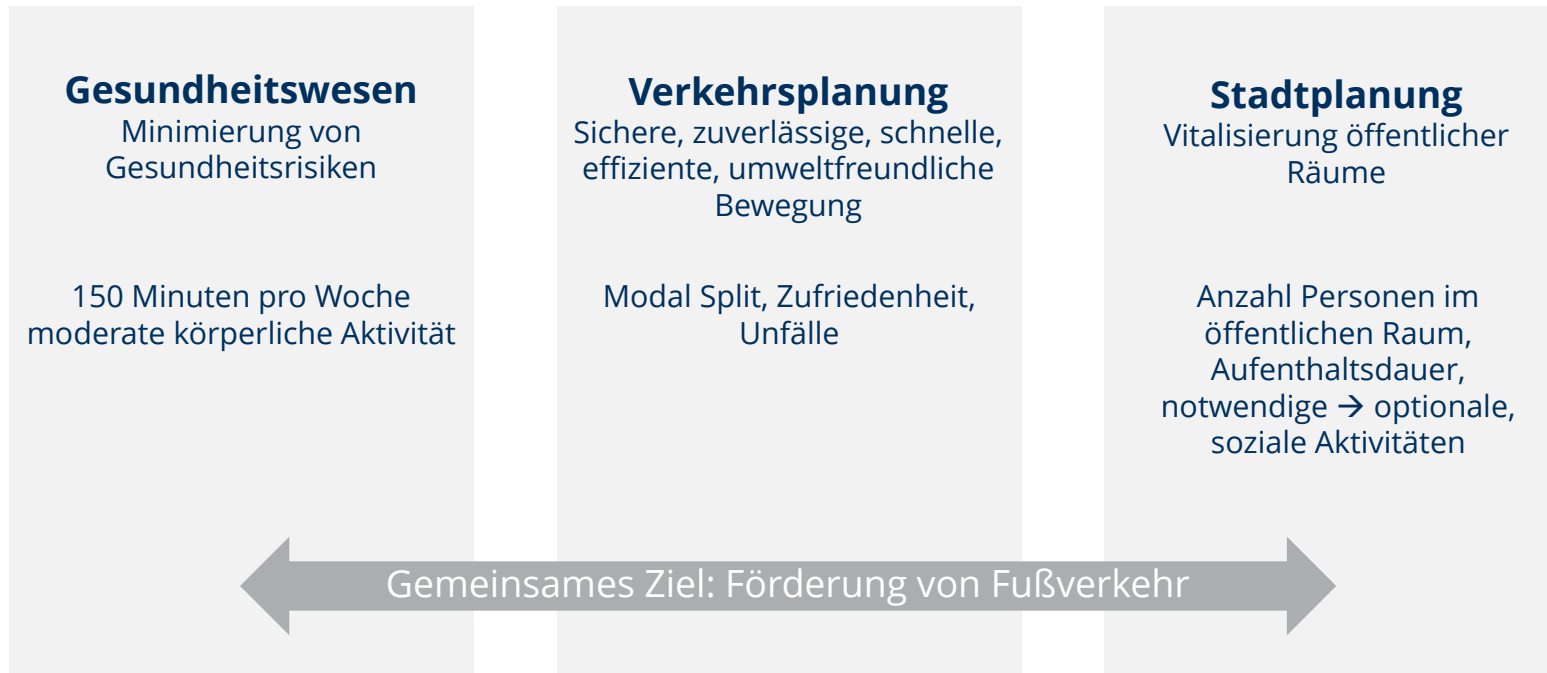 Gesundheitswesen
Minimierung von
Gesundheitsrisiken
150 Minuten pro Woche
moderate körperliche Aktivität
Verkehrsplanung
Sichere, zuverlässige, schnelle,
effiziente, umweltfreundliche
Bewegung
Modal Split, Zufriedenheit,
Unfälle
Stadtplanung
Vitalisierung öffentlicher
Räume
Anzahl Personen im
öffentlichen Raum,
Aufenthaltsdauer,
notwendige → optionale,
soziale Aktivitäten
Gemeinsames Ziel: Förderung von Fußverkehr